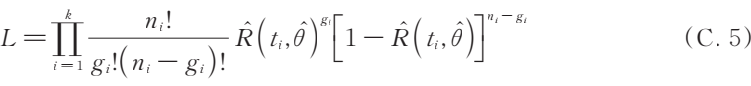 L = \prod_{i=1}^{k} \frac{n_i!}{g_i!(n_i - g_i)!} \hat{R}(t_i, \hat{\theta})^{g_i} \left[1 - \hat{R}(t_i, \hat{\theta})\right]^{n_i - g_i} (C. 5)